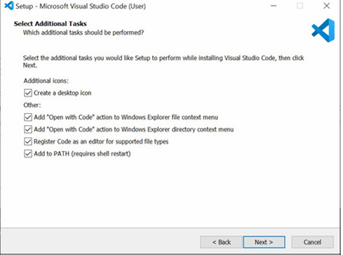 Setup - Microsoft Visual Studio Code (User)
Select Additional Tasks
Which additional tasks should be performed?
Select the additional tasks you would like Setup to perform while installing Visual Studio Code, then click
Next.
Additional icons:
Create a desktop icon
Other:
Add "Open with Code" action to Windows Explorer file context menu
Add "Open with Code" action to Windows Explorer directory context menu
Register Code as an editor for supported file types
Add to PATH (requires shell restart)
< Back
Next >
Cancel